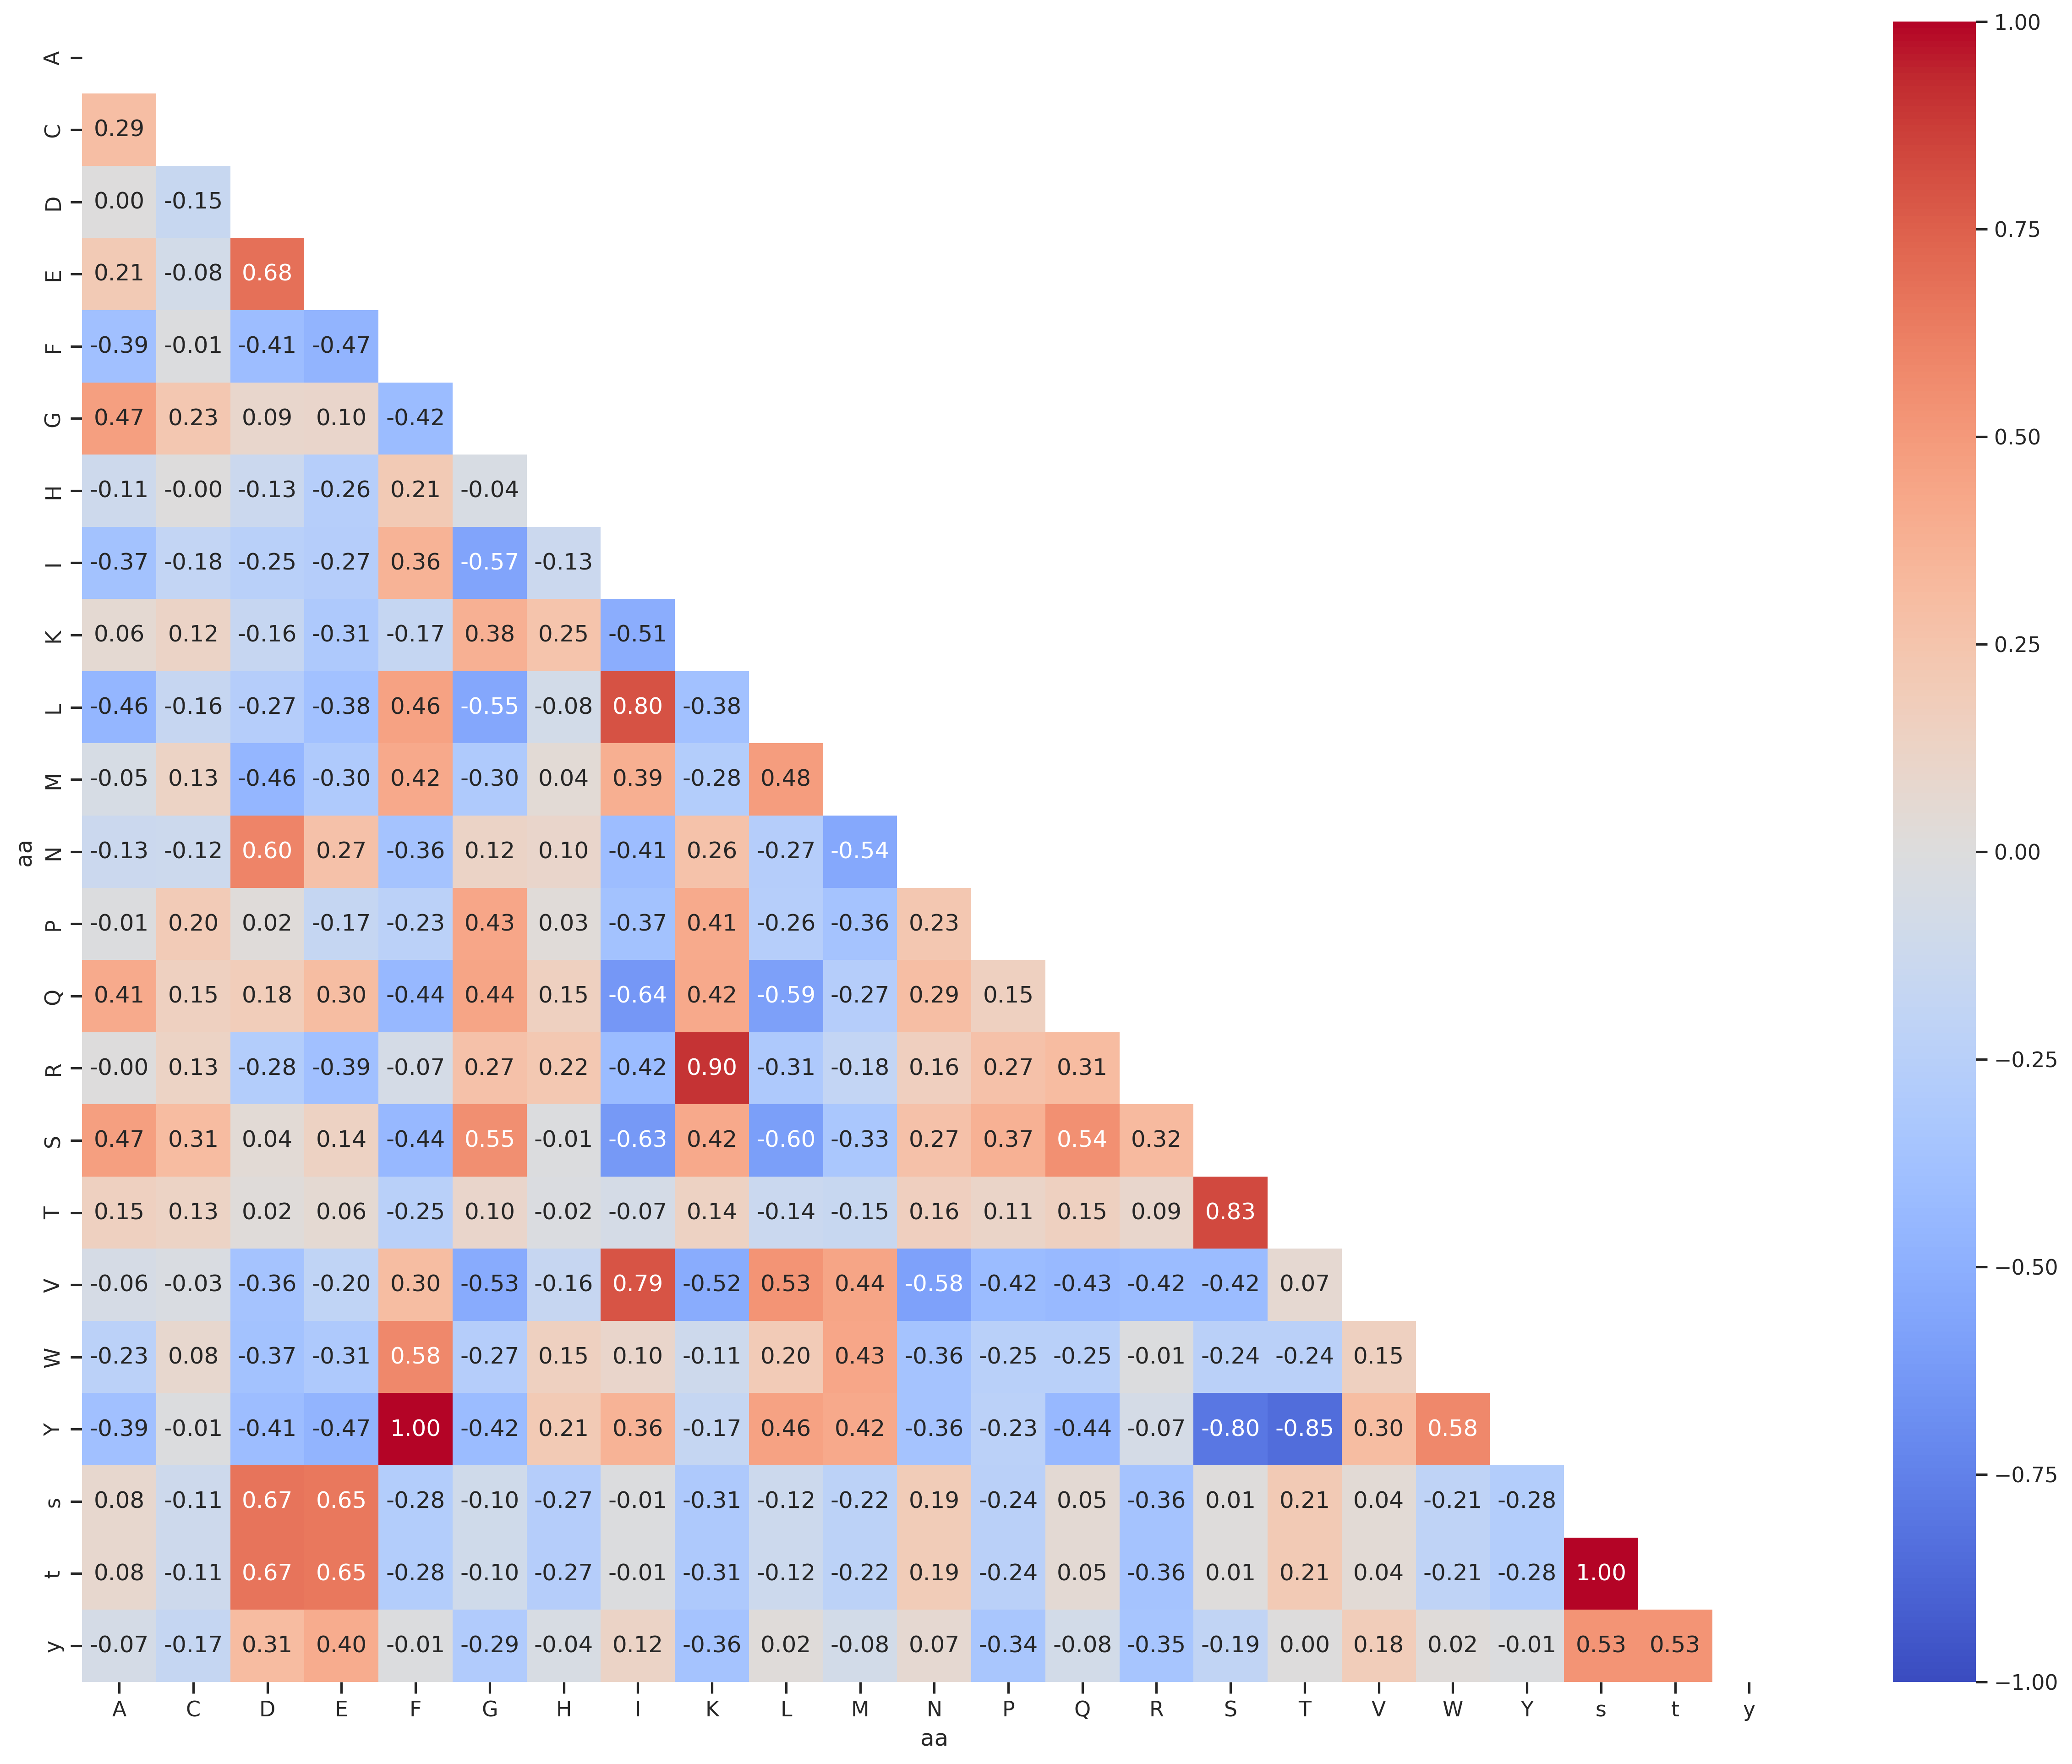 A
C 0.29
D 0.00 -0.15
E 0.21 -0.08 0.68
F -0.39 -0.01 -0.41 -0.47
G 0.47 0.23 0.09 0.10 -0.42
H -0.11 -0.00 -0.13 -0.26 0.21 -0.04
I -0.37 -0.18 -0.25 -0.27 0.36 -0.57 -0.13
K 0.06 0.12 -0.16 -0.31 -0.17 0.38 0.25 -0.51
L -0.46 -0.16 -0.27 -0.38 0.46 -0.55 -0.08 0.80 -0.38
M -0.05 0.13 -0.46 -0.30 0.42 -0.30 0.04 0.39 -0.28 0.48
aa
N -0.13 -0.12 0.60 0.27 -0.36 0.12 0.10 -0.41 0.26 -0.27 -0.54
P -0.01 0.20 0.02 -0.17 -0.23 0.43 0.03 -0.37 0.41 -0.26 -0.36 0.23
Q 0.41 0.15 0.18 0.30 -0.44 0.44 0.15 -0.64 0.42 -0.59 -0.27 0.29 0.15
R -0.00 0.13 -0.28 -0.39 -0.07 0.27 0.22 -0.42 0.90 -0.31 -0.18 0.16 0.27 0.31
S 0.47 0.31 0.04 0.14 -0.44 0.55 -0.01 -0.63 0.42 -0.60 -0.33 0.27 0.37 0.54 0.32
T 0.15 0.13 0.02 0.06 -0.25 0.10 -0.02 -0.07 0.14 -0.14 -0.15 0.16 0.11 0.15 0.09 0.83
V -0.06 -0.03 -0.36 -0.20 0.30 -0.53 -0.16 0.79 -0.52 0.53 0.44 -0.58 -0.42 -0.43 -0.42 -0.42 0.07
W -0.23 0.08 -0.37 -0.31 0.58 -0.27 0.15 0.10 -0.11 0.20 0.43 -0.36 -0.25 -0.25 -0.01 -0.24 -0.24 0.15
Y -0.39 -0.01 -0.41 -0.47 1.00 -0.42 0.21 0.36 -0.17 0.46 0.42 -0.36 -0.23 -0.44 -0.07 -0.80 -0.85 0.30 0.58
s 0.08 -0.11 0.67 0.65 -0.28 -0.10 -0.27 -0.01 -0.31 -0.12 -0.22 0.19 -0.24 0.05 -0.36 0.01 0.21 0.04 -0.21 -0.28
t 0.08 -0.11 0.67 0.65 -0.28 -0.10 -0.27 -0.01 -0.31 -0.12 -0.22 0.19 -0.24 0.05 -0.36 0.01 0.21 0.04 -0.21 -0.28 1.00
y -0.07 -0.17 0.31 0.40 -0.01 -0.29 -0.04 0.12 -0.36 0.02 -0.08 0.07 -0.34 -0.08 -0.35 -0.19 0.00 0.18 0.02 -0.01 0.53 0.53
A C D E F G H I K L M N P Q R S T V W Y s t y
aa
1.00
0.75
0.50
0.25
0.00
−0.25
−0.50
−0.75
−1.00